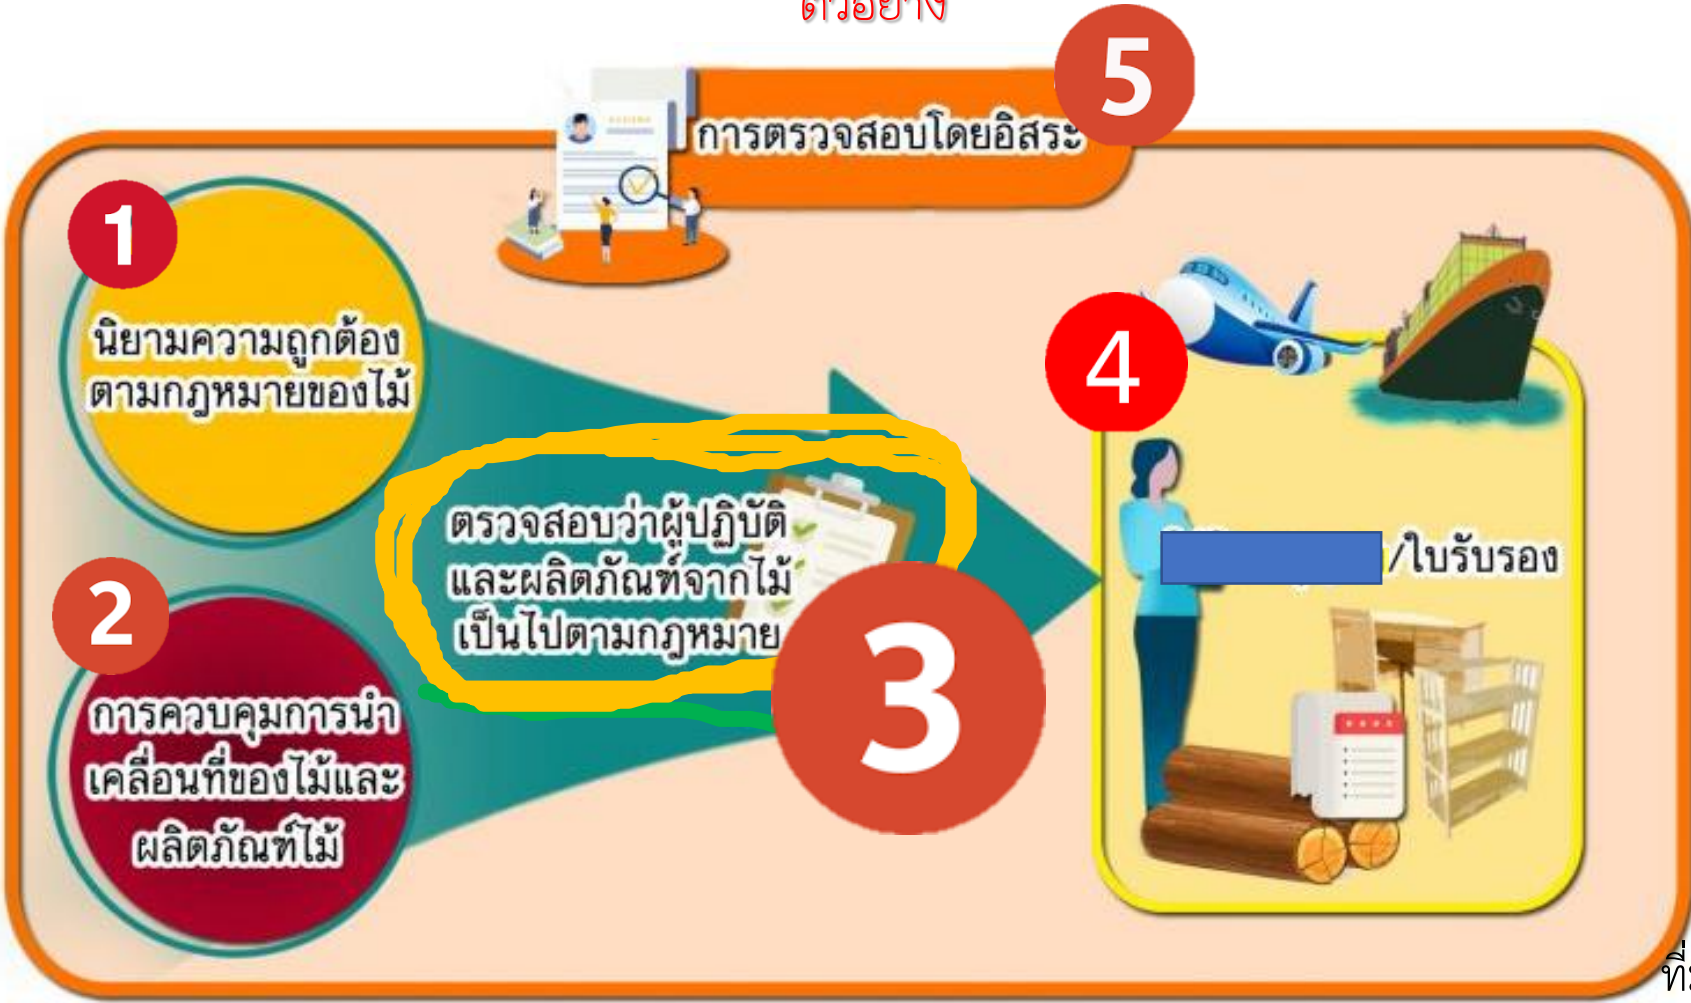 ตัวอย่าง
5
การตรวจสอบโดยอิสระ
1
นิยามความถูกต้อง
ตามกฎหมายของไม้
4
ตรวจสอบว่าผู้ปฏิบัติ
และผลิตภัณฑ์จากไม้
เป็นไปตามกฎหมาย
3
/ใบรับรอง
2
การควบคุมการนำ
เคลื่อนที่ของไม้และ
ผลิตภัณฑ์ไม้